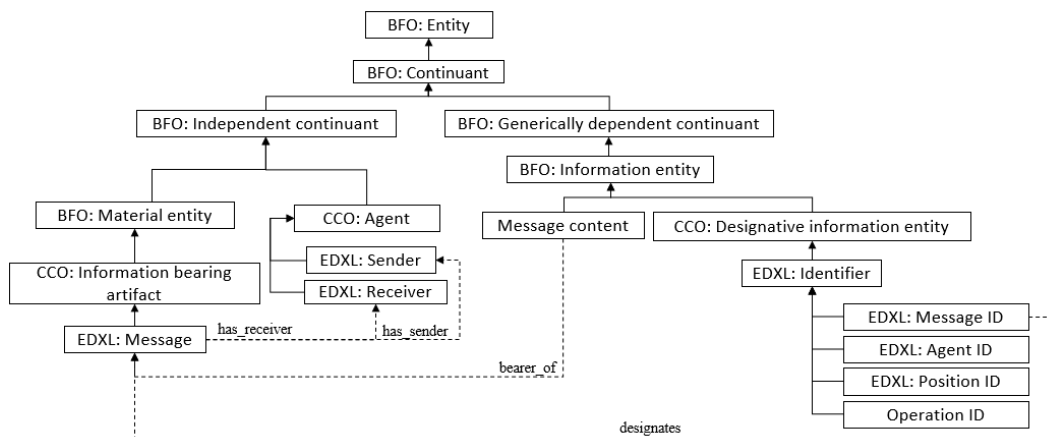 BFO: Entity
BFO: Continuant
BFO: Independent continuant
BFO: Generically dependent continuant
BFO: Information entity
BFO: Material entity
CCO: Agent
Message content
CCO: Designative information entity
EDXL: Sender
EDXL: Identifier
CCO: Information bearing
artifact
EDXL: Receiver
EDXL: Message ID
has_receiver
has_sender
EDXL: Message
EDXL: Agent ID
bearer_of
EDXL: Position ID
Operation ID
designates